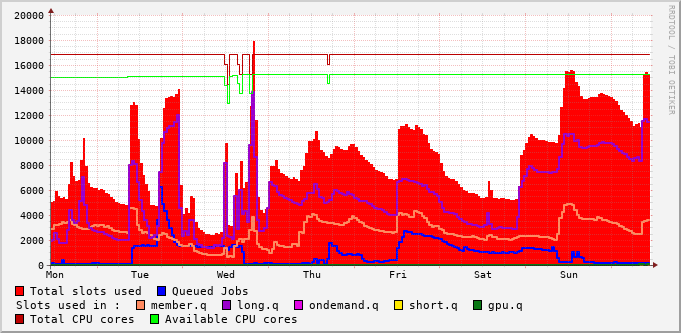 20000
18000
16000
14000
12000
10000
8000
6000
4000
2000
0
Mon Tue Wed Thu Fri Sat Sun
Total slots used Queued Jobs
Slots used in : member.q long.q ondemand.q short.q gpu.q
Total CPU cores Available CPU cores
RRDTOOL / TOBI OETIKER